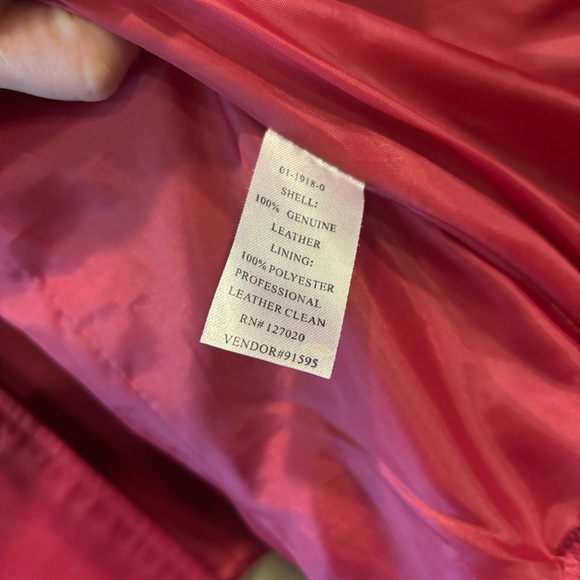 01-1918-0
SHELL:
100% GENUINE
LEATHER
LINING:
100% POLYESTER
PROFESSIONAL
LEATHER CLEAN
RN# 127020
VENDOR#91595